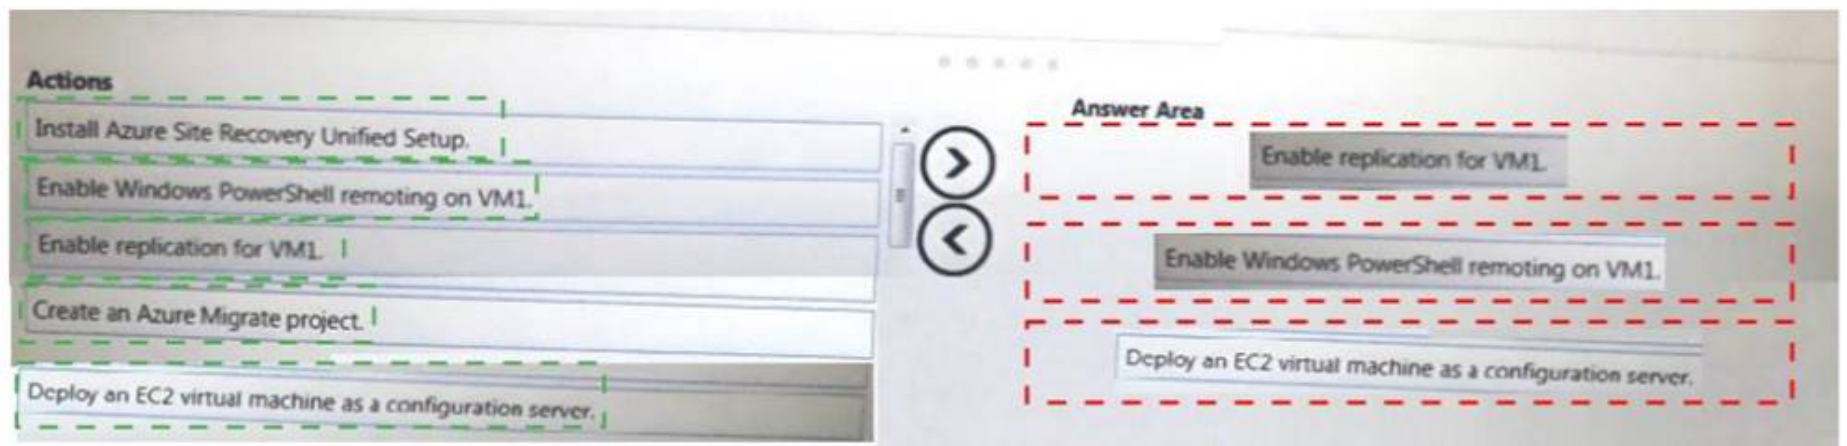 Actions
Install Azure Site Recovery Unified Setup.
Enable Windows PowerShell remoting on VM1.
Enable replication for VM1.
Create an Azure Migrate project.
Deploy an EC2 virtual machine as a configuration server.
Answer Area
Enable replication for VM1.
Enable Windows PowerShell remoting on VM1.
Deploy an EC2 virtual machine as a configuration server.